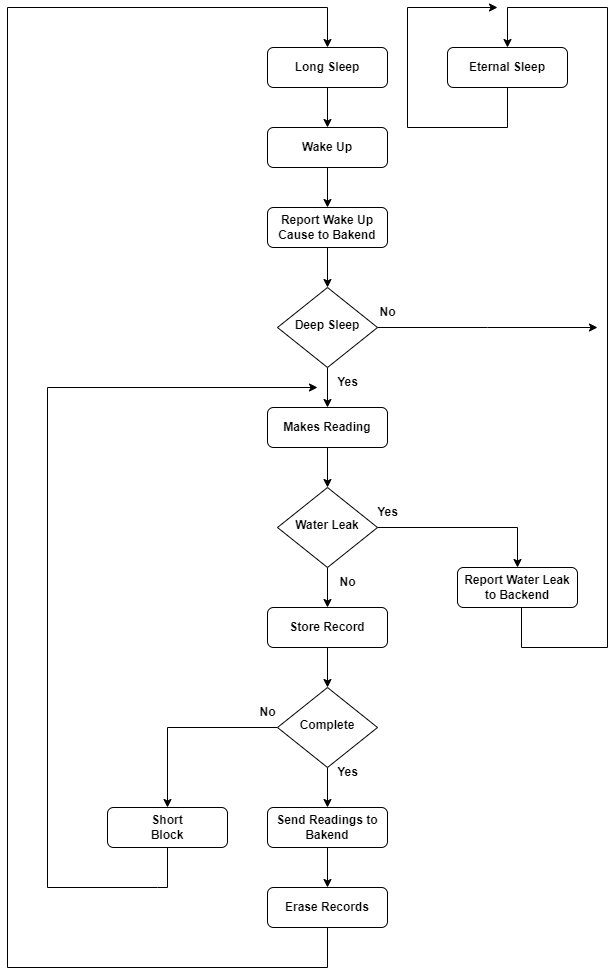 Long Sleep
Eternal Sleep
Wake Up
Report Wake Up
Cause to Bakend
Deep Sleep
No
Yes
Makes Reading
Water Leak
Yes
No
Report Water Leak
to Backend
Store Record
Complete
No
Yes
Short
Block
Send Readings to
Bakend
Erase Records